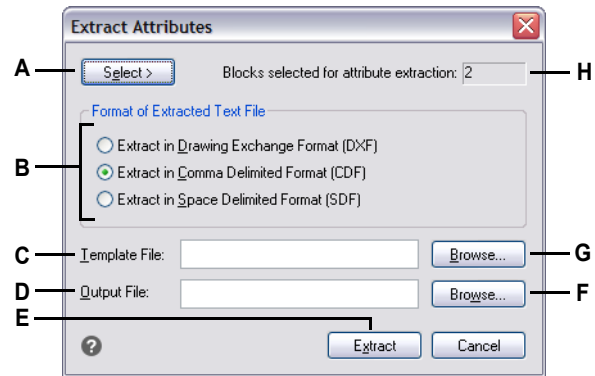 Extract Attributes
A Select > Blocks selected for attribute extraction: 2 H
Format of Extracted Text File
B
Extract in Drawing Exchange Format (DXF)
Extract in Comma Delimited Format (CDF)
Extract in Space Delimited Format (SDF)
C Template File: Browse... G
D Output File: Browse... F
E
? Extract Cancel